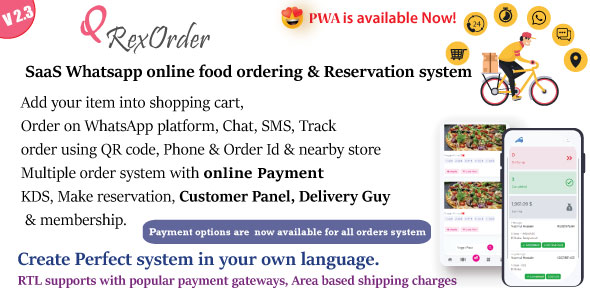 V 2.3
RexOrder
PWA is available Now!
SaaS Whatsapp online food ordering & Reservation system
Add your item into shopping cart,
Order on WhatsApp platform, Chat, SMS, Track
order using QR code, Phone & Order Id & nearby store
Multiple order system with online Payment
KDS, Make reservation, Customer Panel, Delivery Guy
& membership.
Payment options are now available for all orders system
Create Perfect system in your own language.
RTL supports with popular payment gateways, Area based shipping charges